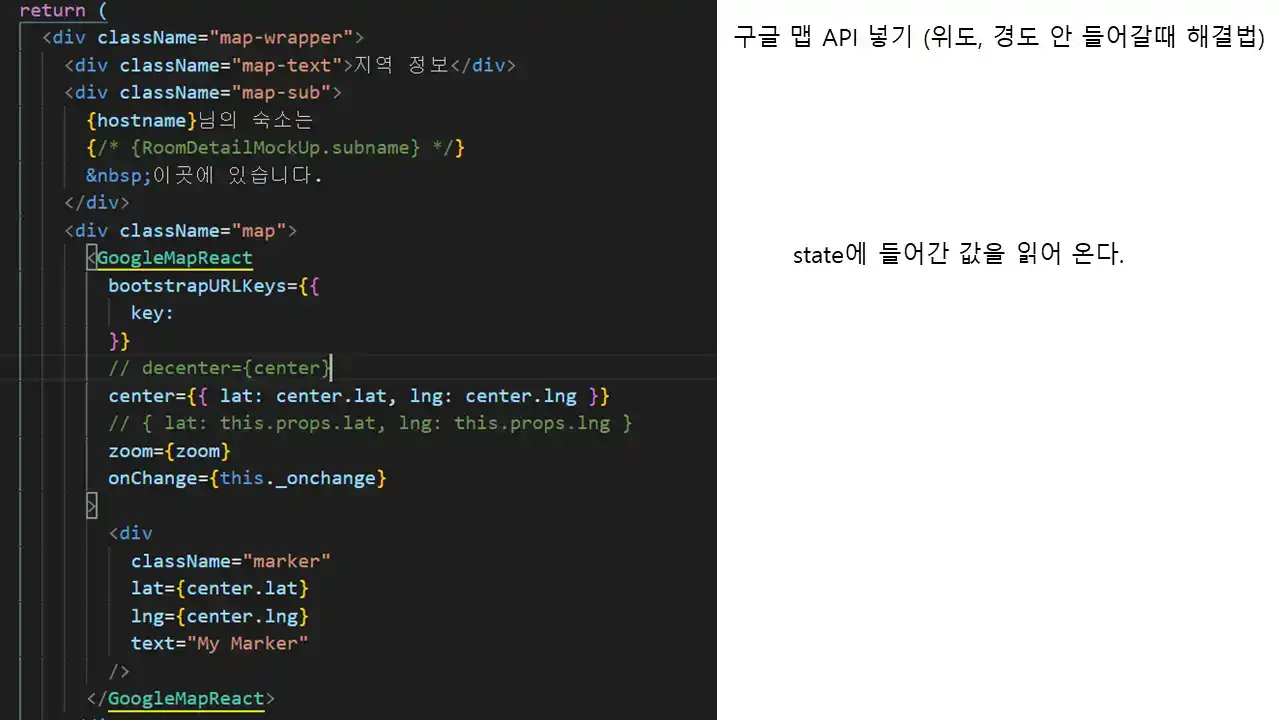 return (
<div className="map-wrapper">
<div className="map-text">지역 정보</div>
<div className="map-sub">
{hostname}님의 숙소는
{/* {RoomDetailMockUp.subname} */}
&nbsp;이곳에 있습니다.
</div>
<div className="map">
<GoogleMapReact
bootstrapURLKeys={{
key:
}}
// decenter={center}
center={{ lat: center.lat, lng: center.lng }}
// { lat: this.props.lat, lng: this.props.lng }
zoom={zoom}
onChange={this._onchange}
>
<div
className="marker"
lat={center.lat}
lng={center.lng}
text="My Marker"
/>
</GoogleMapReact>
구글 맵 API 넣기 (위도, 경도 안 들어갈때 해결법)
state에 들어간 값을 읽어 온다.